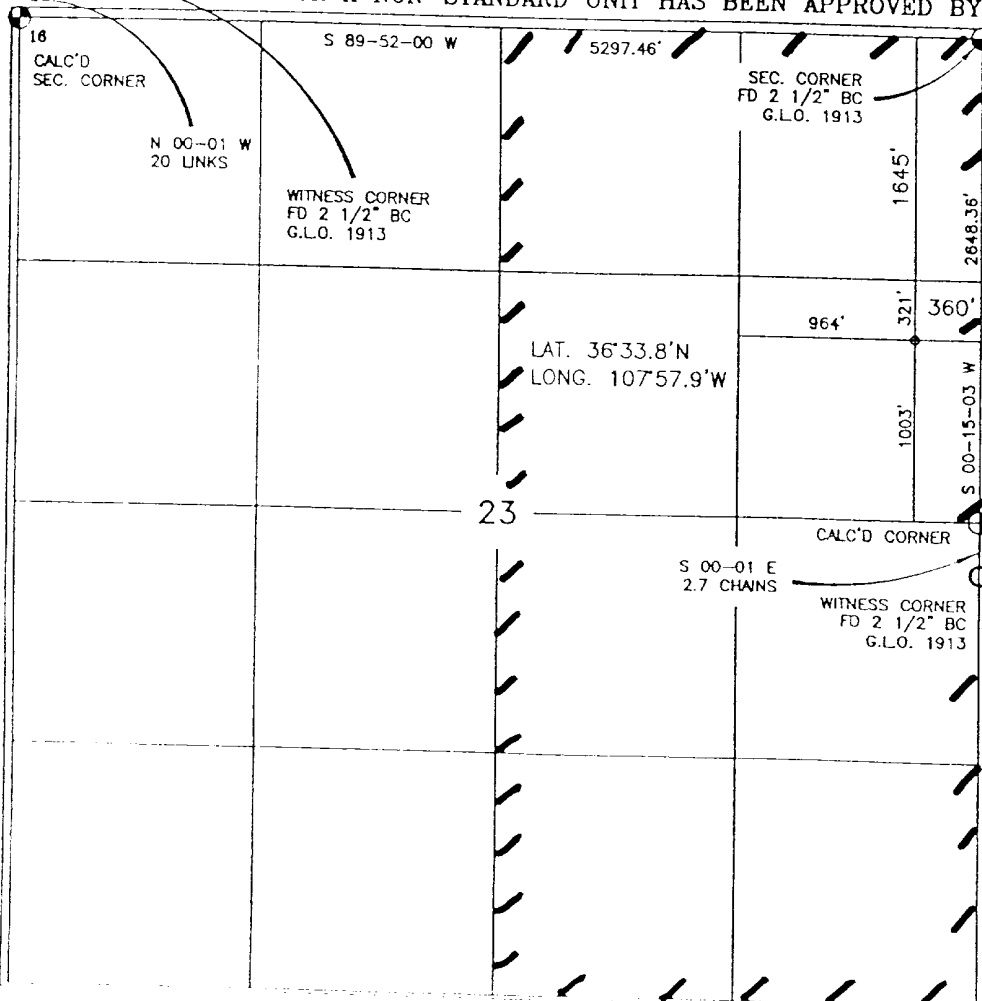 NON-STANDARD UNIT HAS BEEN APPROVED BY
16
CALC'D
SEC. CORNER
S 89-52-00 W
5297.46'
SEC. CORNER
FD 2 1/2" BC
G.L.O. 1913
N 00-01 W
20 LINKS
WITNESS CORNER
FD 2 1/2" BC
G.L.O. 1913
1645'
2648.36'
964'
321'
360'
LAT. 36°33.8'N
LONG. 107°57.9'W
1003'
S 00-15-03 W
23
CALC'D CORNER
S 00-01 E
2.7 CHAINS
WITNESS CORNER
FD 2 1/2" BC
G.L.O. 1913